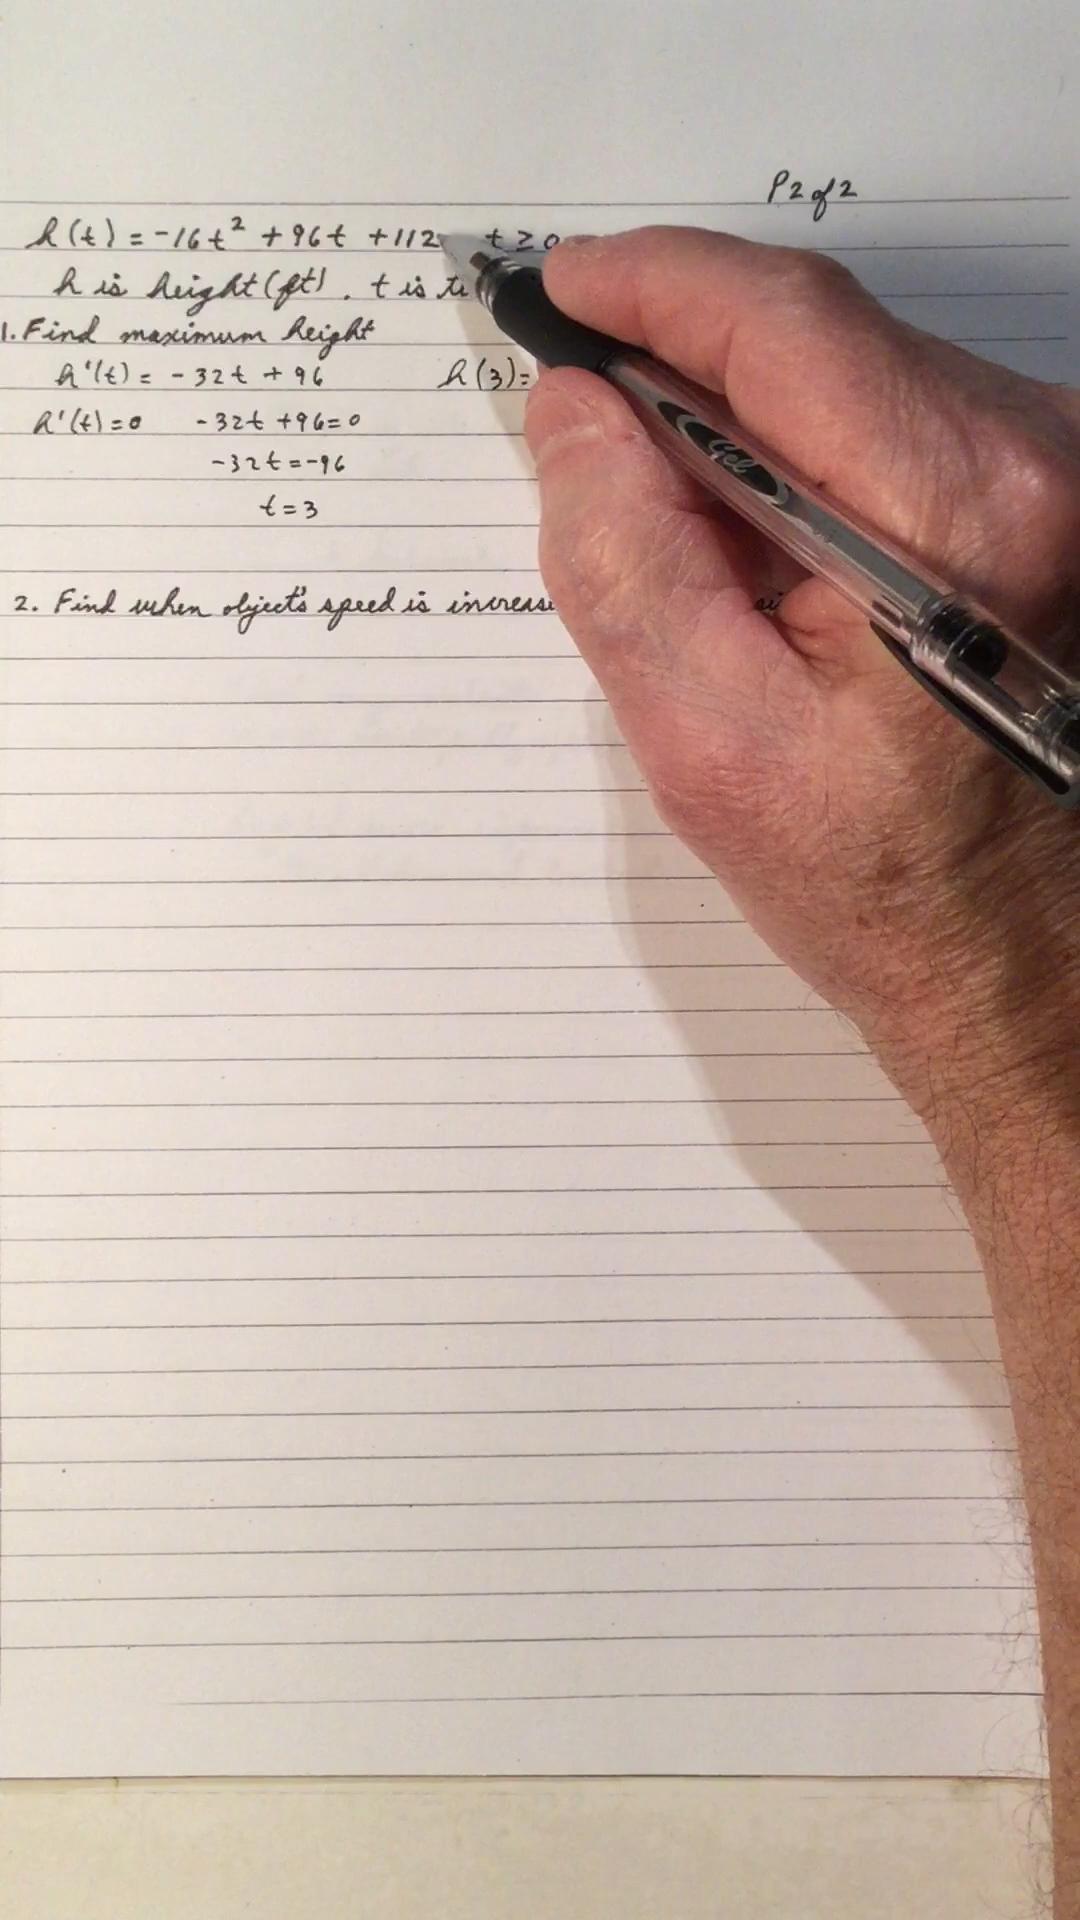 P2 of 2
h(t) = -16t² + 96t + 112 t ≥ 0
h is height (ft). t is
1. Find maximum height
h'(t) = -32t + 96 h(3) =
h'(t) = 0 -32t + 96 = 0
-32t = -96
t = 3
2. Find when object's speed is
Gel